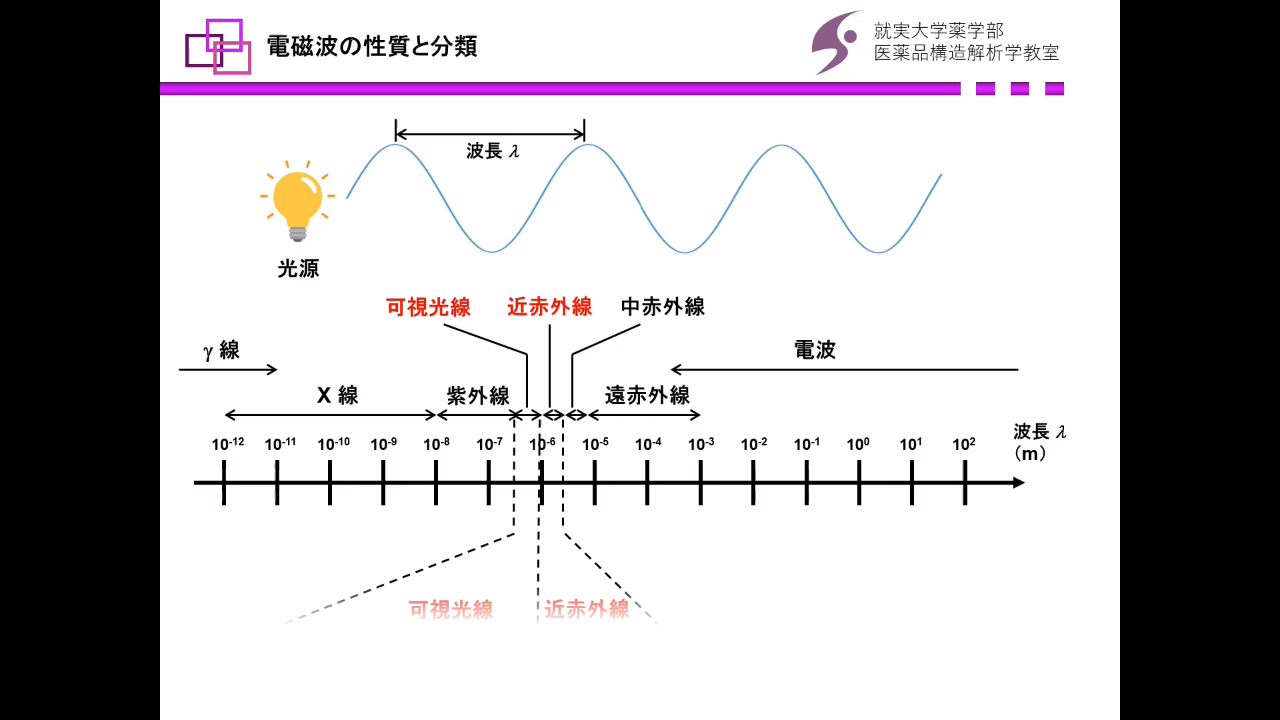 電磁波の性質と分類
就実大学薬学部
医薬品構造解析学教室
波長 λ
光源
可視光線 近赤外線 中赤外線
γ 線 電波
X 線 紫外線 遠赤外線
10-12 10-11 10-10 10-9 10-8 10-7 10-6 10-5 10-4 10-3 10-2 10-1 100 101 102
波長 λ
(m)
可視光線 近赤外線